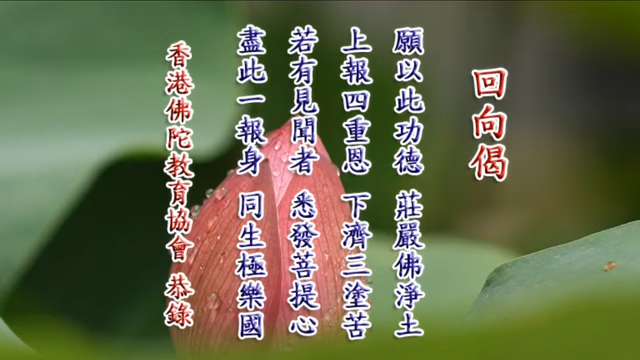 回向偈
願以此功德 莊嚴佛淨土
上報四重恩 下濟三塗苦
若有見聞者 悉發菩提心
盡此一報身 同生極樂國
香港佛陀教育協會 恭錄